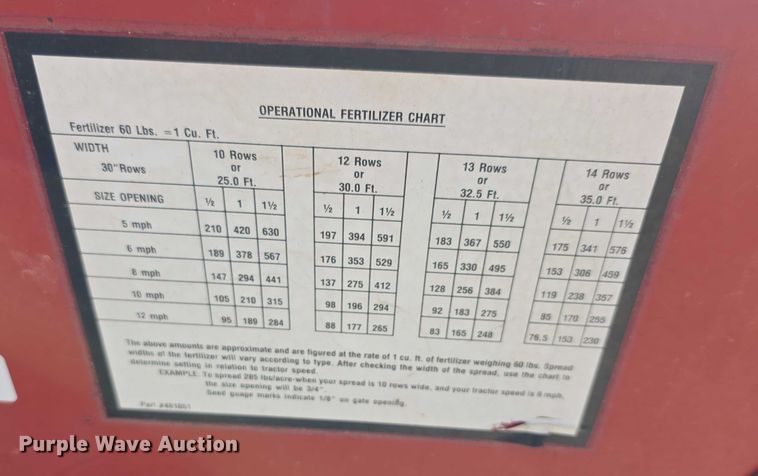 OPERATIONAL FERTILIZER CHART
Fertilizer 60 Lbs. = 1 Cu. Ft.
WIDTH 30"Rows 10 Rows or 25.0 Ft. 12 Rows or 30.0 Ft. 13 Rows or 32.5 Ft. 14 Rows or 35.0 Ft.
SIZE OPENING ½ 1 1½ ½ 1 1½ ½ 1 1½ ½ 1 1½
5 mph 210 420 630 197 394 591 183 367 550 175 341 576
6 mph 189 378 567 176 353 529 165 330 495 153 306 459
8 mph 147 294 441 137 275 412 128 256 384 119 238 357
10 mph 105 210 315 98 196 294 92 183 275 85 170 255
12 mph 95 189 284 88 177 265 83 165 248 76.5 153 230
The above amounts are approximate and are figured at the rate of 1 cu. ft. of fertilizer weighing 60 lbs. Spread
widths of the fertilizer will vary according to type. After checking the width of the spread, use the chart to
determine setting in relation to tractor speed.
EXAMPLE: To spread 285 lbs/acre-when your spread is 10 rows wide, and your tractor speed is 6 mph,
the size opening will be 3/4".
Seed guage marks indicate 1/8" on gate opening.
Part
Purple Wave Auction